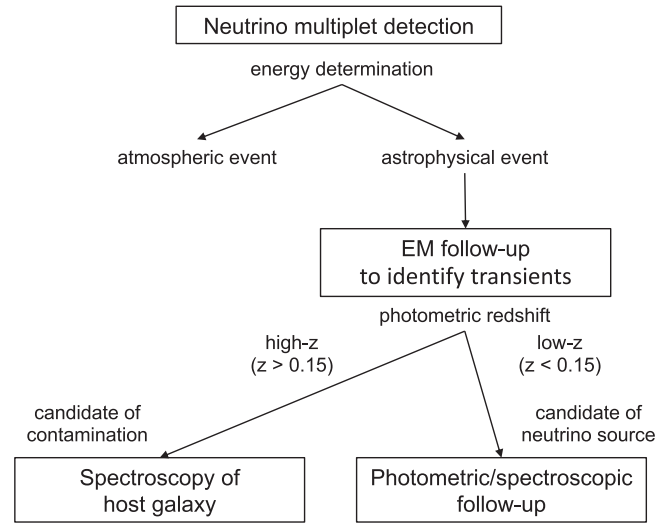 Neutrino multiplet detection
energy determination
atmospheric event
astrophysical event
EM follow-up
to identify transients
photometric redshift
high-z
(z > 0.15)
low-z
(z < 0.15)
candidate of
contamination
candidate of
neutrino source
Spectroscopy of
host galaxy
Photometric/spectroscopic
follow-up